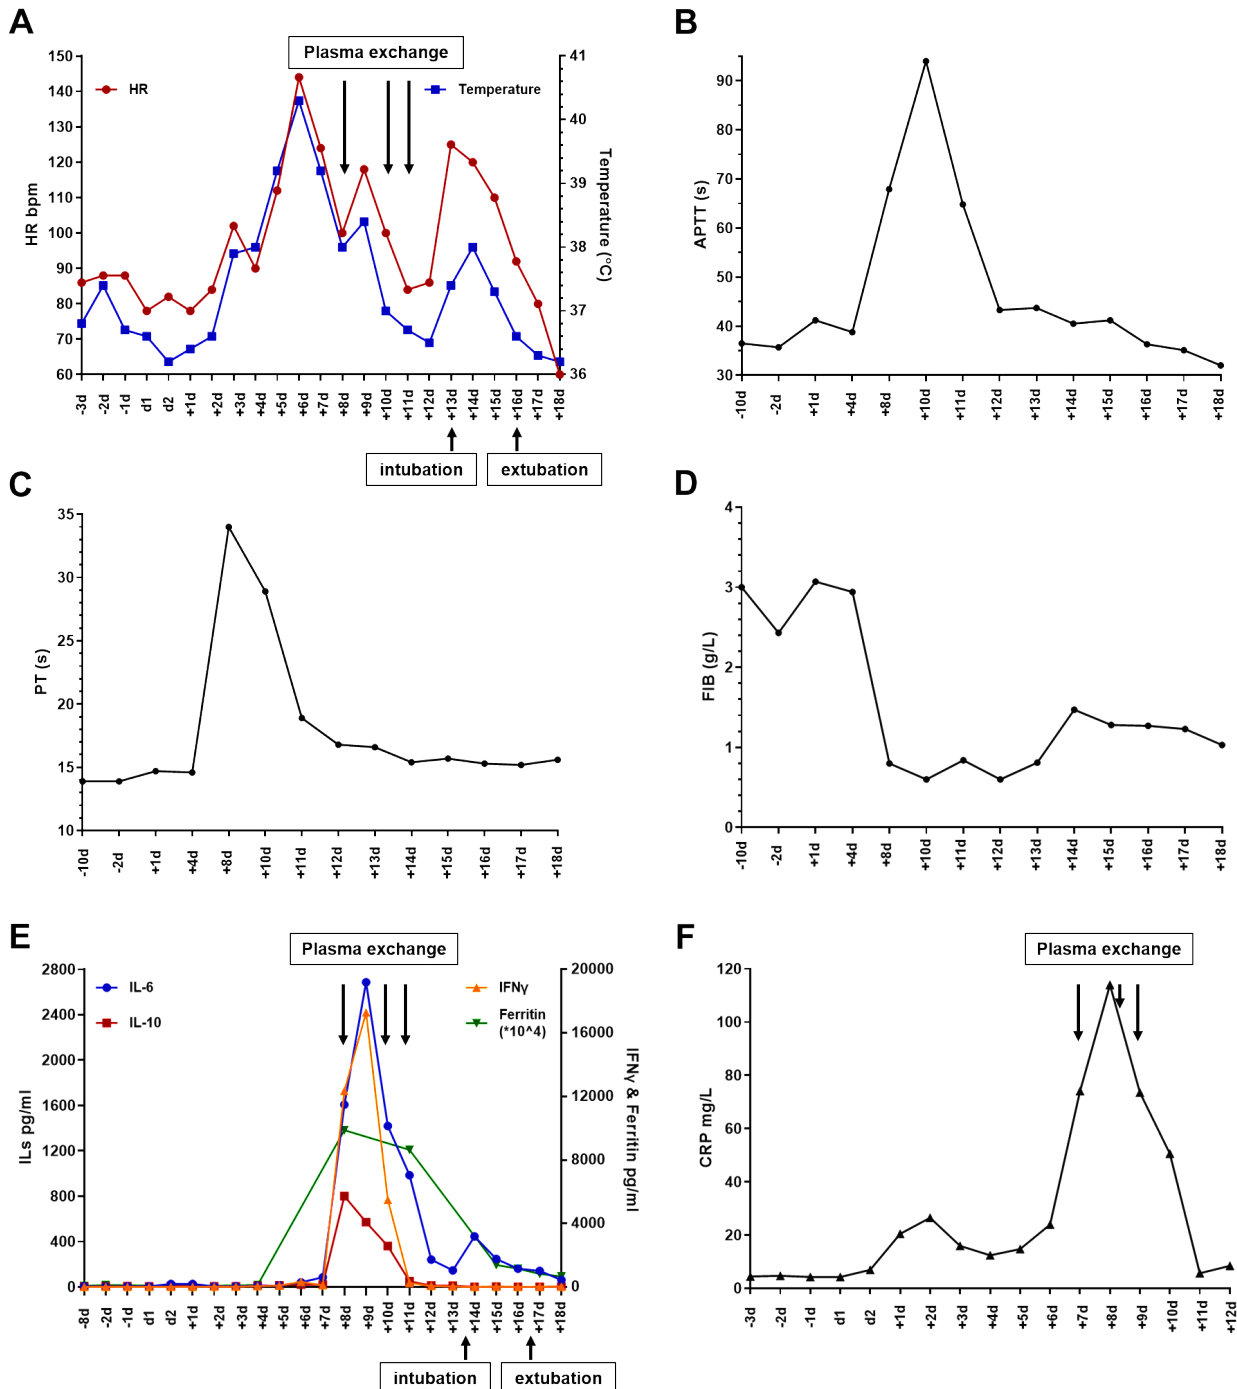 A
Plasma exchange
HR
Temperature
150
140
130
120
110
100
90
80
70
60
HR bpm
41
40
39
38
37
36
Temperature (°C)
-3d
-2d
-1d
d1
d2
+1d
+2d
+3d
+4d
+5d
+6d
+7d
+8d
+9d
+10d
+11d
+12d
+13d
+14d
+15d
+16d
+17d
+18d
intubation
extubation
B
90
80
70
60
50
40
30
APTT (s)
-10d
-2d
+1d
+4d
+8d
+10d
+11d
+12d
+13d
+14d
+15d
+16d
+17d
+18d
C
35
30
25
20
15
10
PT (s)
-10d
-2d
+1d
+4d
+8d
+10d
+11d
+12d
+13d
+14d
+15d
+16d
+17d
+18d
D
4
3
2
1
0
FIB (g/L)
-10d
-2d
+1d
+4d
+8d
+10d
+11d
+12d
+13d
+14d
+15d
+16d
+17d
+18d
E
Plasma exchange
IL-6
IL-10
IFNγ
Ferritin
(*10^4)
2800
2400
2000
1600
1200
800
400
0
ILs pg/ml
20000
16000
12000
8000
4000
0
IFNγ & Ferritin pg/ml
-8d
-2d
-1d
d1
d2
+1d
+2d
+3d
+4d
+5d
+6d
+7d
+8d
+9d
+10d
+11d
+12d
+13d
+14d
+15d
+16d
+17d
+18d
intubation
extubation
F
Plasma exchange
120
100
80
60
40
20
0
CRP mg/L
-3d
-2d
-1d
d1
d2
+1d
+2d
+3d
+4d
+5d
+6d
+7d
+8d
+9d
+10d
+11d
+12d